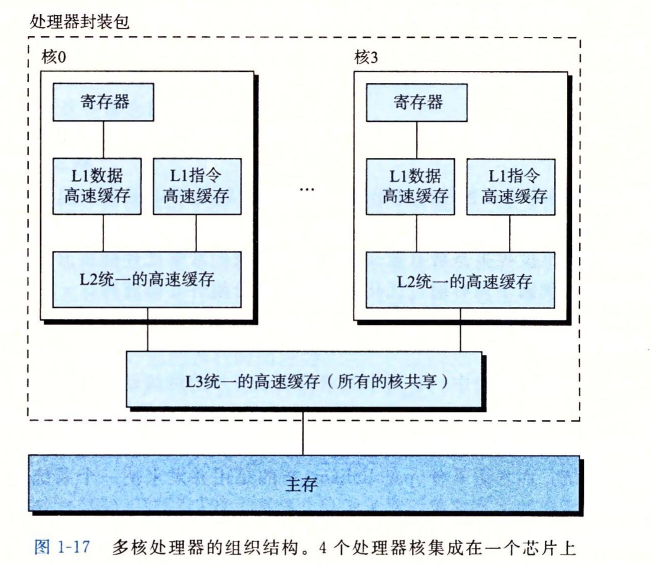 处理器封装包
核0
核3
寄存器
寄存器
L1数据
高速缓存
L1指令
高速缓存
...
L1数据
高速缓存
L1指令
高速缓存
L2统一的高速缓存
L2统一的高速缓存
L3统一的高速缓存（所有的核共享）
主存
图 1-17 多核处理器的组织结构。4 个处理器核集成在一个芯片上